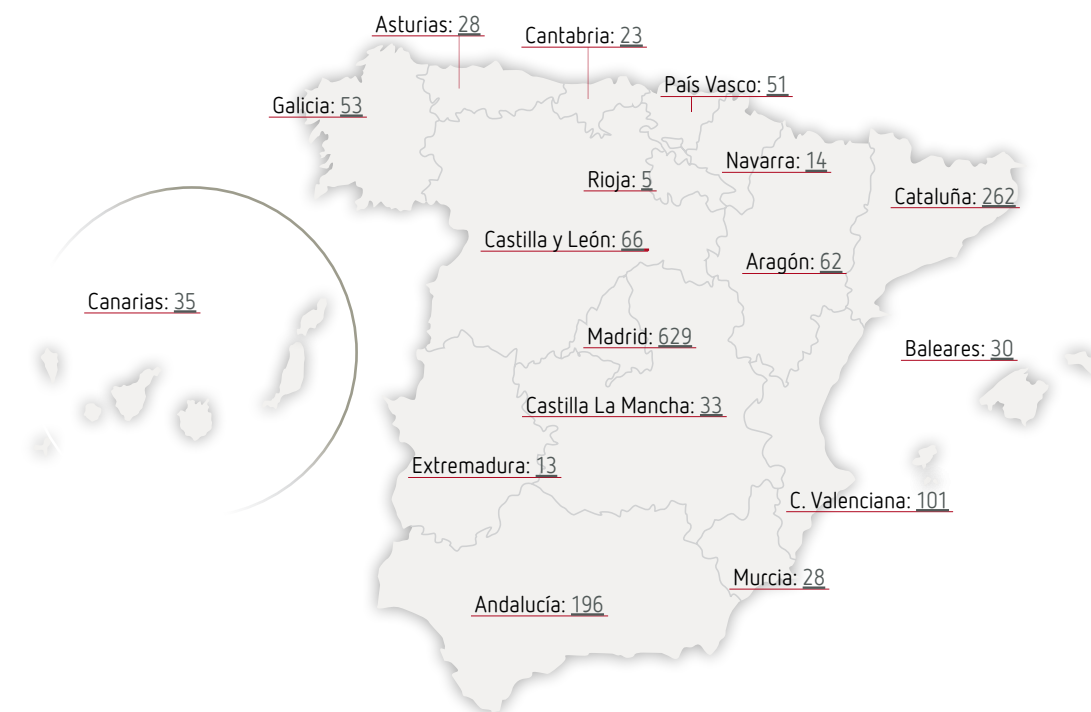 Asturias: 28
Cantabria: 23
País Vasco: 51
Galicia: 53
Navarra: 14
Rioja: 5
Cataluña: 262
Castilla y León: 66
Aragón: 62
Canarias: 35
Madrid: 629
Baleares: 30
Castilla La Mancha: 33
Extremadura: 13
C. Valenciana: 101
Murcia: 28
Andalucía: 196